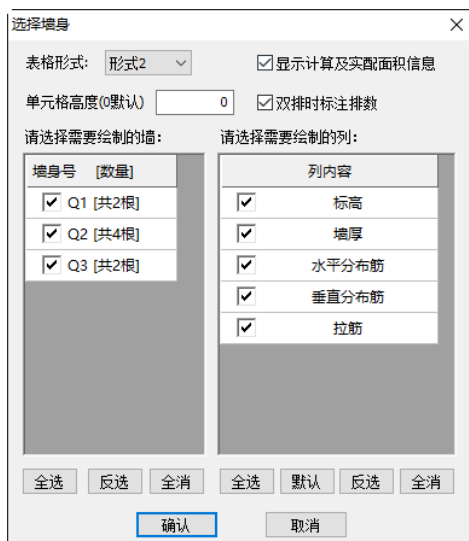 选择墙身
表格形式: 形式2 显示计算及实配面积信息
单元格高度(0默认) 0 双排时标注排数
请选择需要绘制的墙: 请选择需要绘制的列:
墙身号 [数量] 列内容
Q1 [共2根] 标高
Q2 [共4根] 墙厚
Q3 [共2根] 水平分布筋
垂直分布筋
拉筋
全选 反选 全消 全选 默认 反选 全消
确认 取消